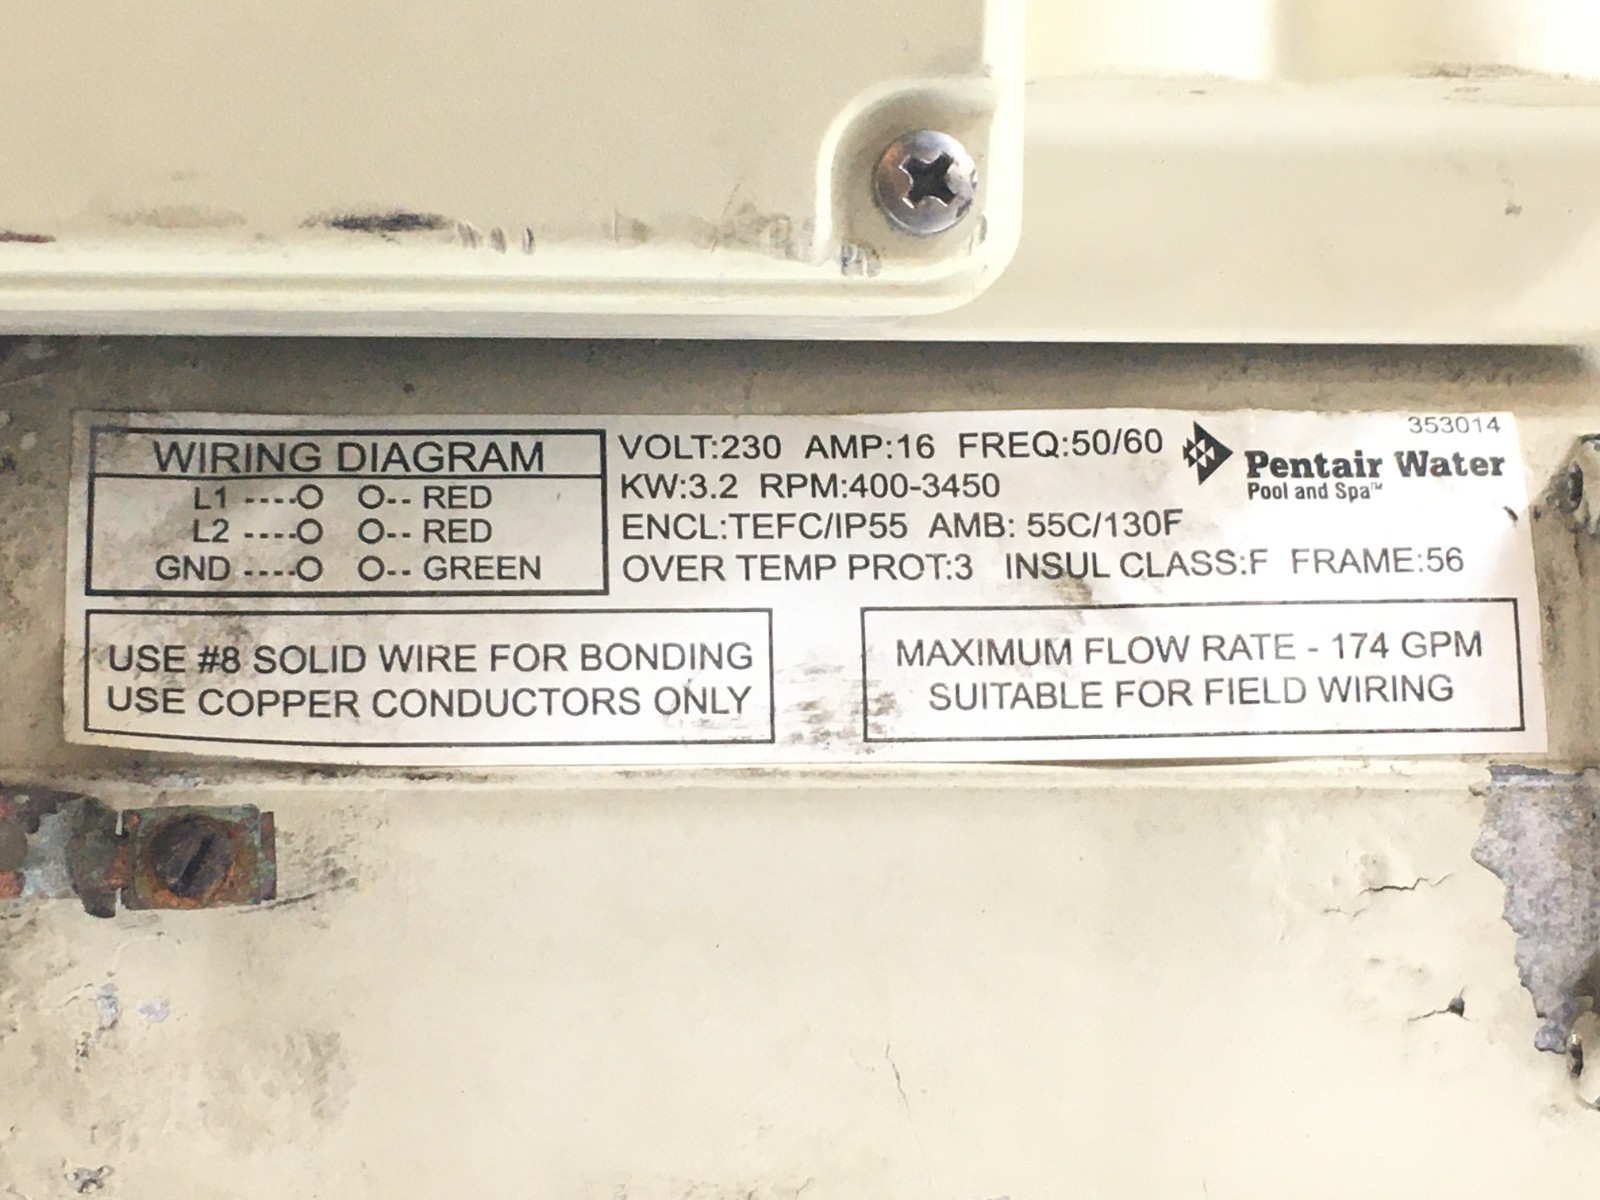 WIRING DIAGRAM
L1 ----O O-- RED
L2 ----O O-- RED
GND ----O O-- GREEN
VOLT:230 AMP:16 FREQ:50/60
KW:3.2 RPM:400-3450
ENCL:TEFC/IP55 AMB: 55C/130F
OVER TEMP PROT:3 INSUL CLASS:F FRAME:56
353014
Pentair Water
Pool and Spa™
USE #8 SOLID WIRE FOR BONDING
USE COPPER CONDUCTORS ONLY
MAXIMUM FLOW RATE - 174 GPM
SUITABLE FOR FIELD WIRING